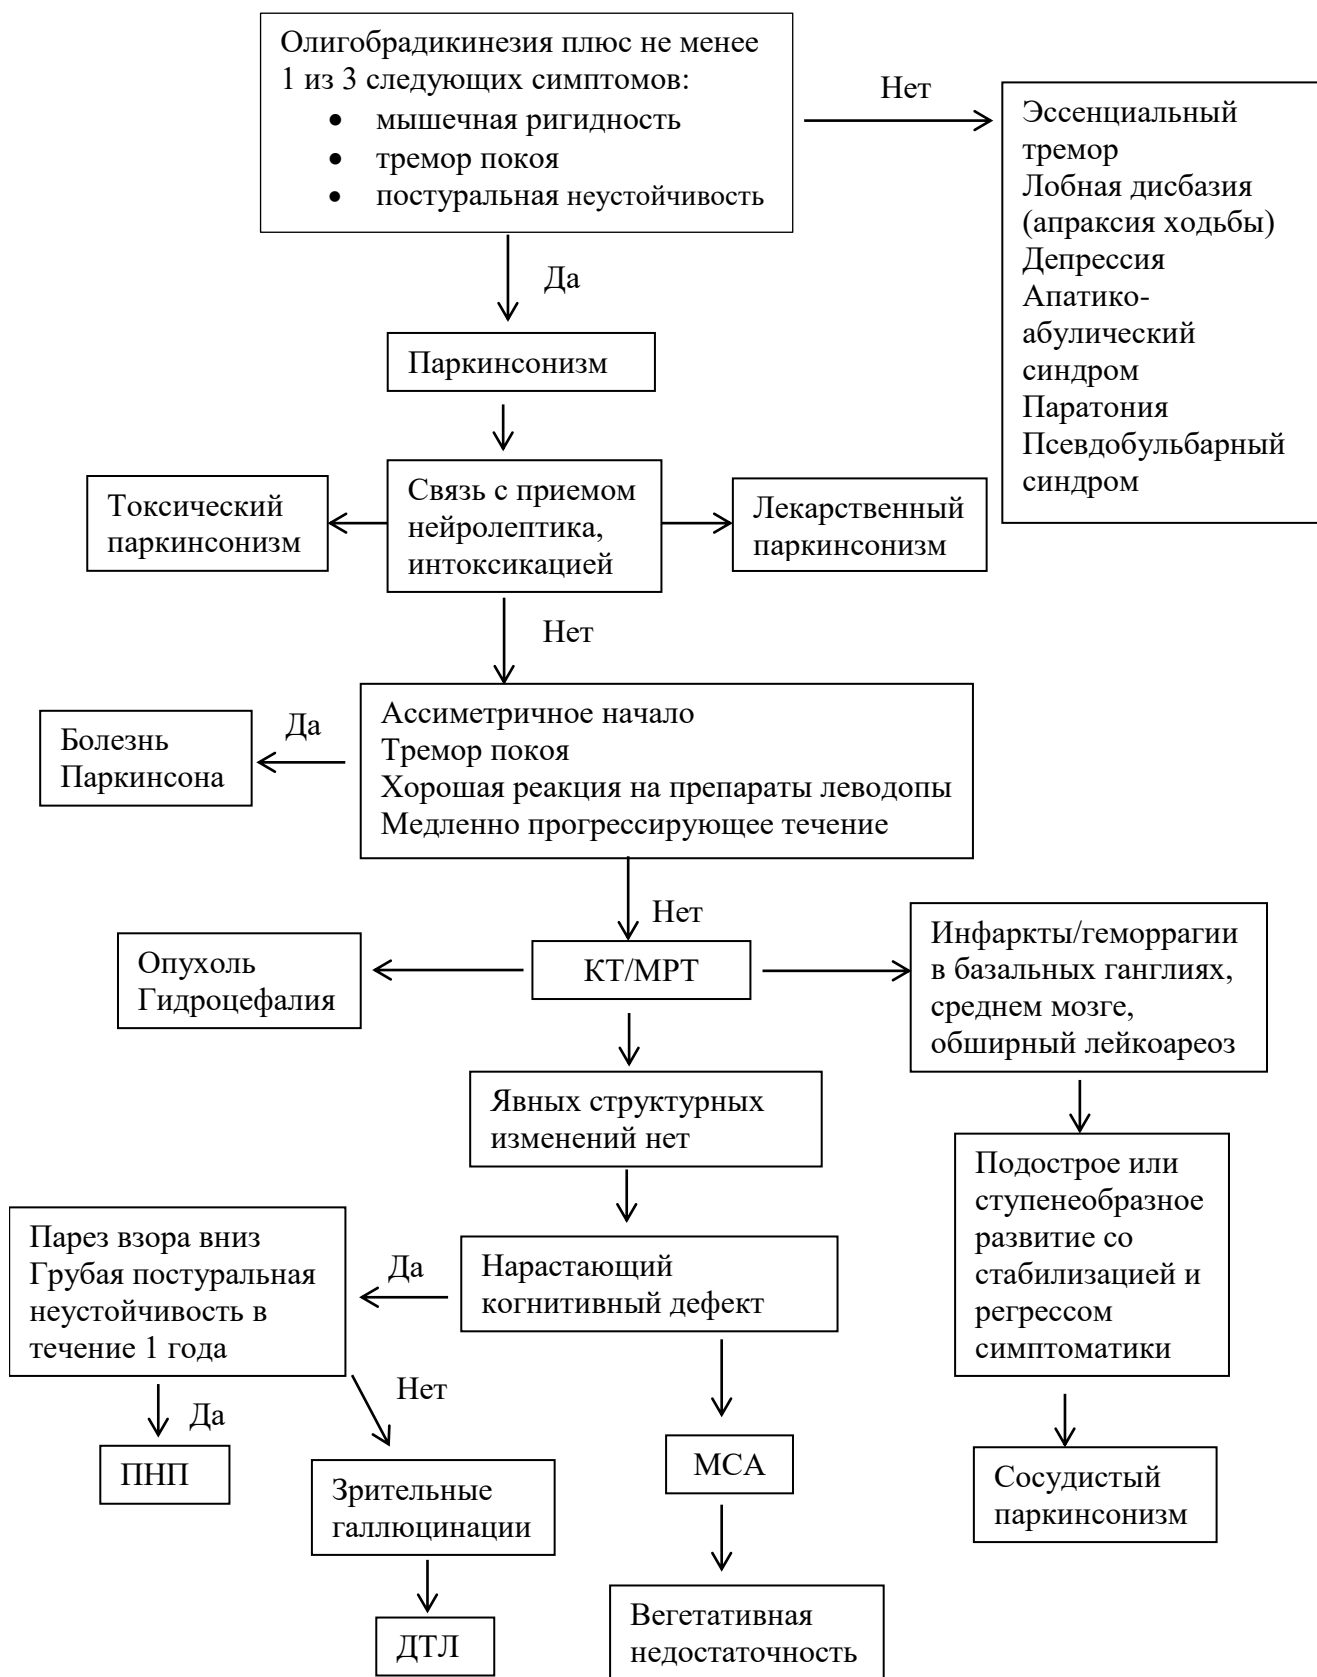 Олигобрадикинезия плюс не менее
1 из 3 следующих симптомов:
• мышечная ригидность
• тремор покоя
• постуральная неустойчивость
Нет
Эссенциальный
тремор
Лобная дисбазия
(апраксия ходьбы)
Депрессия
Апатико-
абулический
синдром
Паратония
Псевдобульбарный
синдром
Да
Паркинсонизм
Токсический
паркинсонизм
Связь с приемом
нейролептика,
интоксикацией
Лекарственный
паркинсонизм
Нет
Ассиметричное начало
Тремор покоя
Хорошая реакция на препараты леводопы
Медленно прогрессирующее течение
Да
Болезнь
Паркинсона
Нет
Опухоль
Гидроцефалия
КТ/МРТ
Инфаркты/геморрагии
в базальных ганглиях,
среднем мозге,
обширный лейкоареоз
Явных структурных
изменений нет
Подострое или
ступенеобразное
развитие со
стабилизацией и
регрессом
симптоматики
Парез взора вниз
Грубая постуральная
неустойчивость в
течение 1 года
Да
Нарастающий
когнитивный дефект
Нет
Да
ПНП
Зрительные
галлюцинации
МСА
Сосудистый
паркинсонизм
ДТЛ
Вегетативная
недостаточность